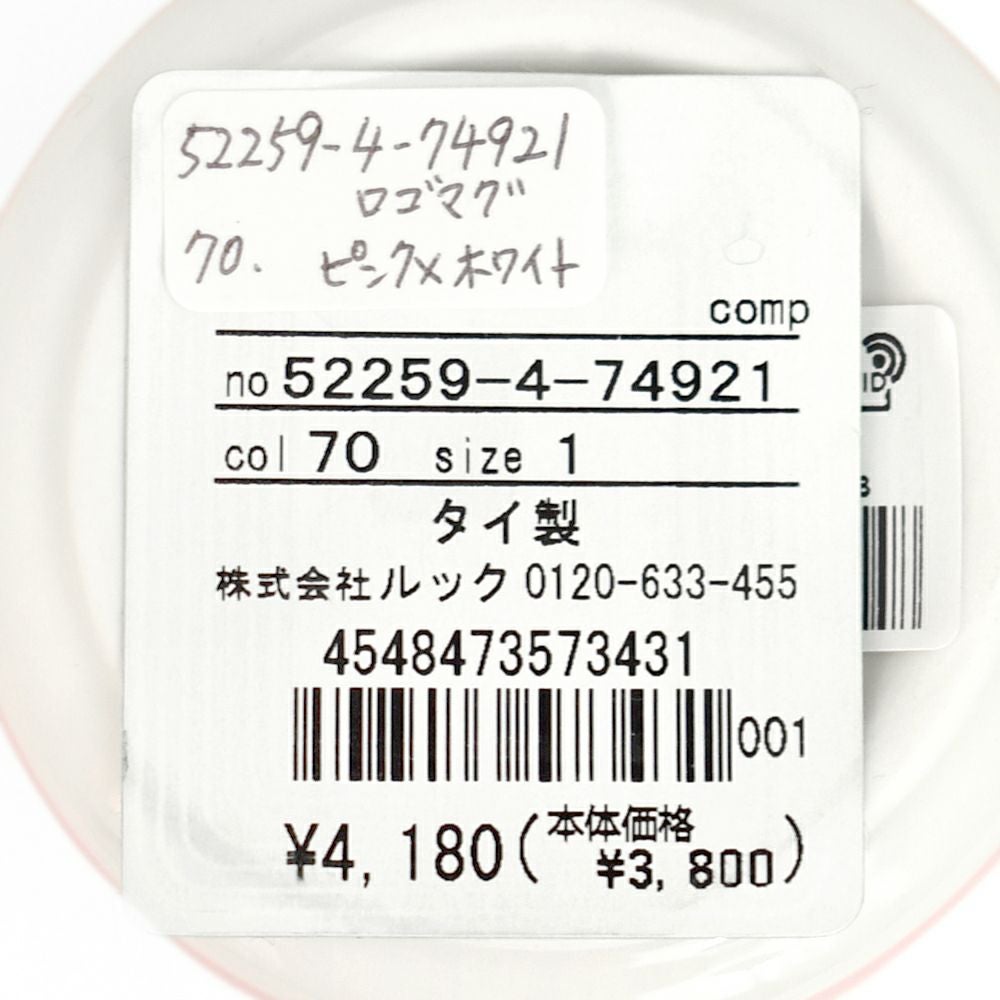 52259-4-74921
ロゴマグ
70. ピンク×ホワイト
comp
no 52259-4-74921
col 70 size 1
タイ製
株式会社ルック 0120-633-455
4548473573431
001
¥4,180(本体価格
¥3,800)
ID